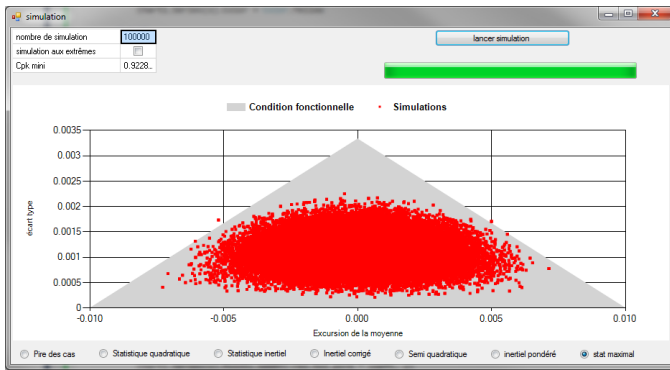 simulation
nombre de simulation 100000
simulation aux extrêmes
Cpk mini 0.9228..
lancer simulation
Condition fonctionnelle Simulations
0.0035
0.003
0.0025
0.002
0.0015
0.001
0.0005
0
écart type
-0.010 -0.005 0.000 0.005 0.010
Excursion de la moyenne
Pire des cas Statistique quadratique Statistique inertiel Inertiel corrigé Semi quadratique inertiel pondéré stat maximal